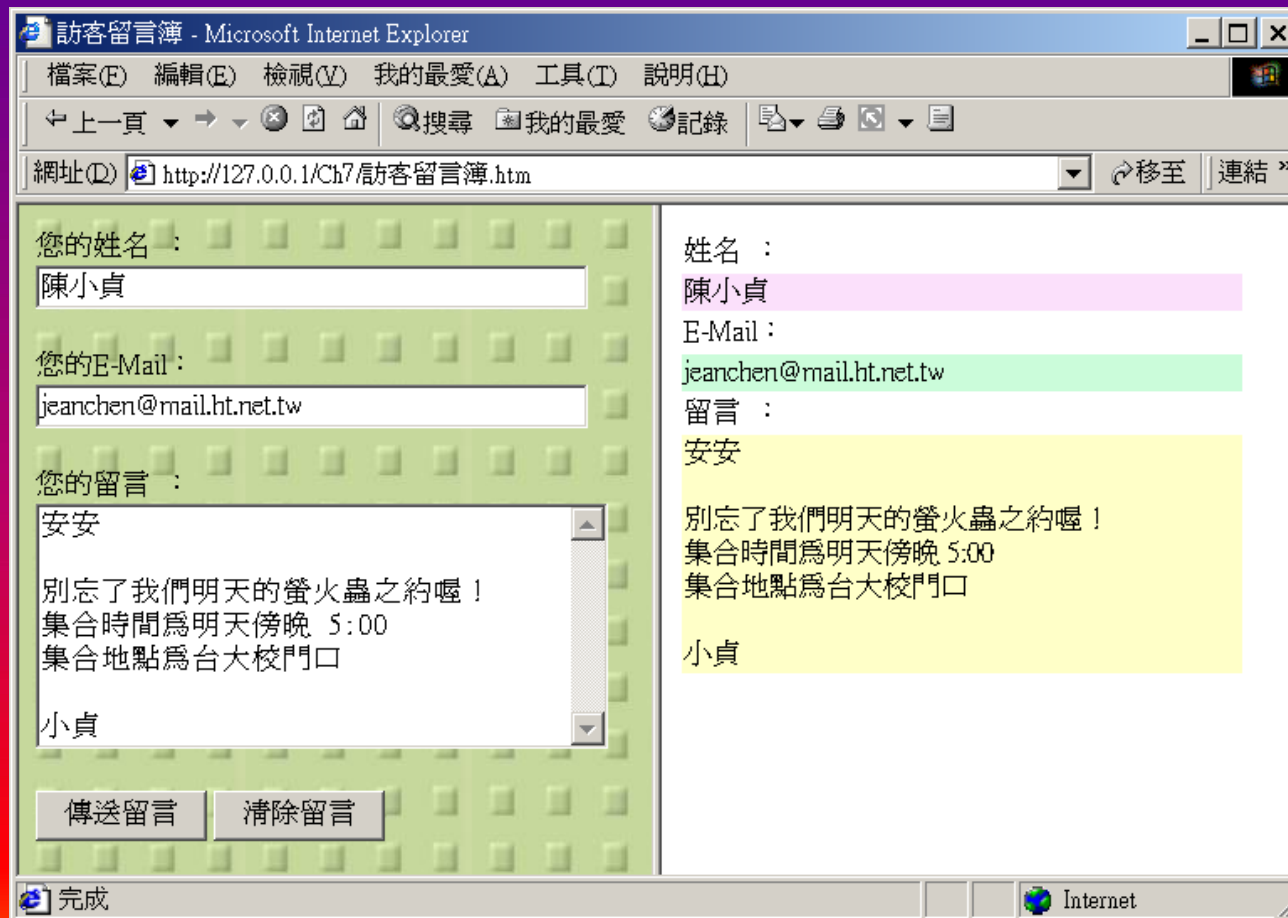 訪客留言簿 - Microsoft Internet Explorer
檔案(F) 編輯(E) 檢視(V) 我的最愛(A) 工具(T) 說明(H)
上一頁 搜尋 我的最愛 記錄
網址(D) http://127.0.0.1/Ch7/訪客留言簿.htm 移至 連結 »
您的姓名 ：
陳小貞
您的E-Mail：
jeanchen@mail.ht.net.tw
您的留言 ：
安安
別忘了我們明天的螢火蟲之約喔！
集合時間為明天傍晚 5:00
集合地點為台大校門口
小貞
傳送留言 清除留言
姓名 ：
陳小貞
E-Mail：
jeanchen@mail.ht.net.tw
留言 ：
安安
別忘了我們明天的螢火蟲之約喔！
集合時間為明天傍晚 5:00
集合地點為台大校門口
小貞
完成 Internet